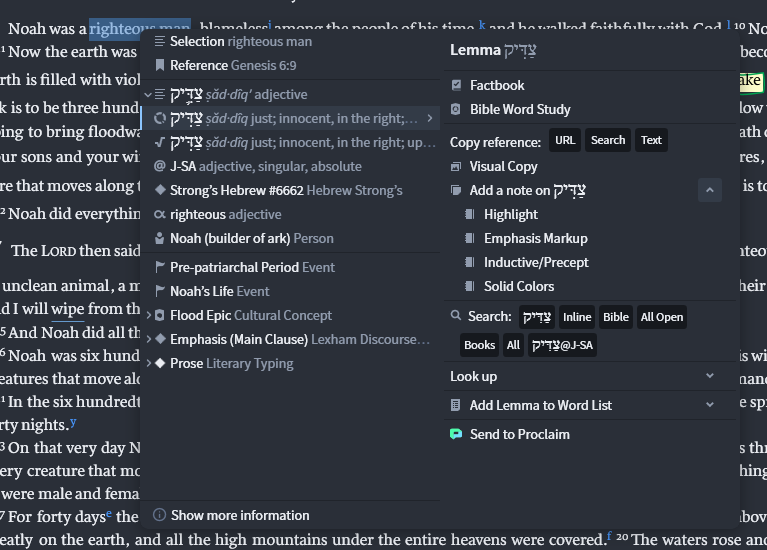 Noah was a righteous man, blameless i among the people of his time, k and he walked faithfully with God. l 10 No
Selection righteous man
Reference Genesis 6:9
צַדִּ֛יק ṣăd·dîqʹ adjective
צַדִּיק ṣăd·dîq just; innocent, in the right;…
צַדִּיק ṣăd·dîq just; innocent, in the right; up…
J-SA adjective, singular, absolute
Strong’s Hebrew #6662 Hebrew Strong’s
righteous adjective
Noah (builder of ark) Person
Pre-patriarchal Period Event
Noah’s Life Event
Flood Epic Cultural Concept
Emphasis (Main Clause) Lexham Discourse…
Prose Literary Typing
Show more information
Lemma צַדִּיק
Factbook
Bible Word Study
Copy reference: URL Search Text
Visual Copy
Add a note on צַדִּיק
Highlight
Emphasis Markup
Inductive/Precept
Solid Colors
Search: צַדִּיק Inline Bible All Open
Books All צַדִּיק@J-SA
Look up
Add Lemma to Word List
Send to Proclaim
1 Now the earth was
rth is filled with viol
k is to be three hund
ing to bring floodwa
our sons and your wi
re that moves along t
2 Noah did everythin
The LORD then said
unclean animal, a m
d I will wipe from the
5 And Noah did all th
6 Noah was six hund
eatures that move alo
1 In the six hundredt
rty nights. y
3 On that very day N
ery creature that mo
were male and fema
7 For forty days e the
eatly on the earth, and all the high mountains under the entire heavens were covered. f 20 The waters rose and